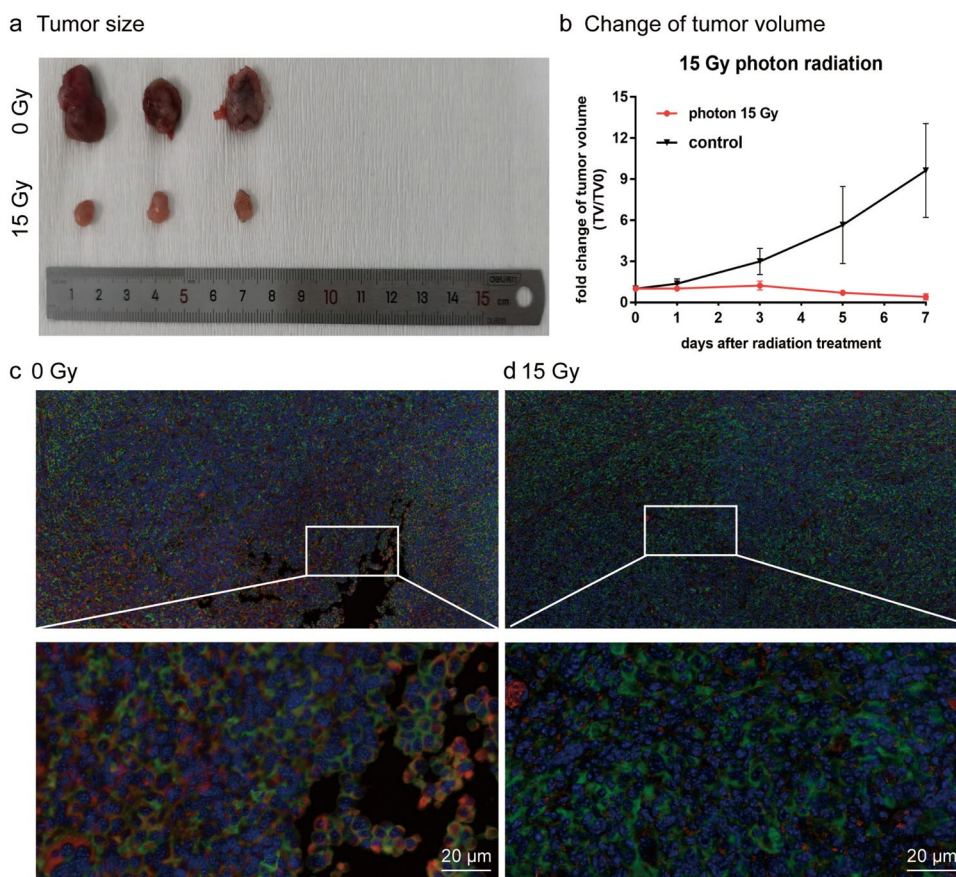 a Tumor size
0 Gy
15 Gy
1 2 3 4 5 6 7 8 9 10 11 12 13 14 15 cm
b Change of tumor volume
15 Gy photon radiation
photon 15 Gy
control
fold change of tumor volume
(TV/TV0)
15
12
9
6
3
0
0 1 2 3 4 5 6 7
days after radiation treatment
c 0 Gy
d 15 Gy
20 µm
20 µm